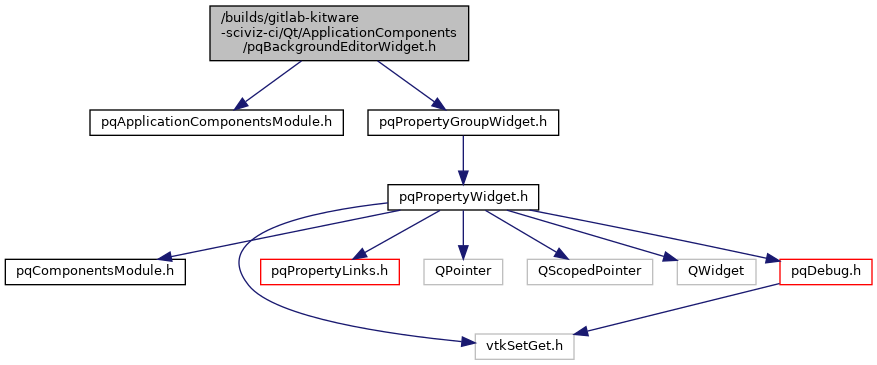 /builds/gitlab-kitware
-sciviz-ci/Qt/ApplicationComponents
/pqBackgroundEditorWidget.h
pqApplicationComponentsModule.h
pqPropertyGroupWidget.h
pqPropertyWidget.h
pqComponentsModule.h
pqPropertyLinks.h
QPointer
QScopedPointer
QWidget
pqDebug.h
vtkSetGet.h